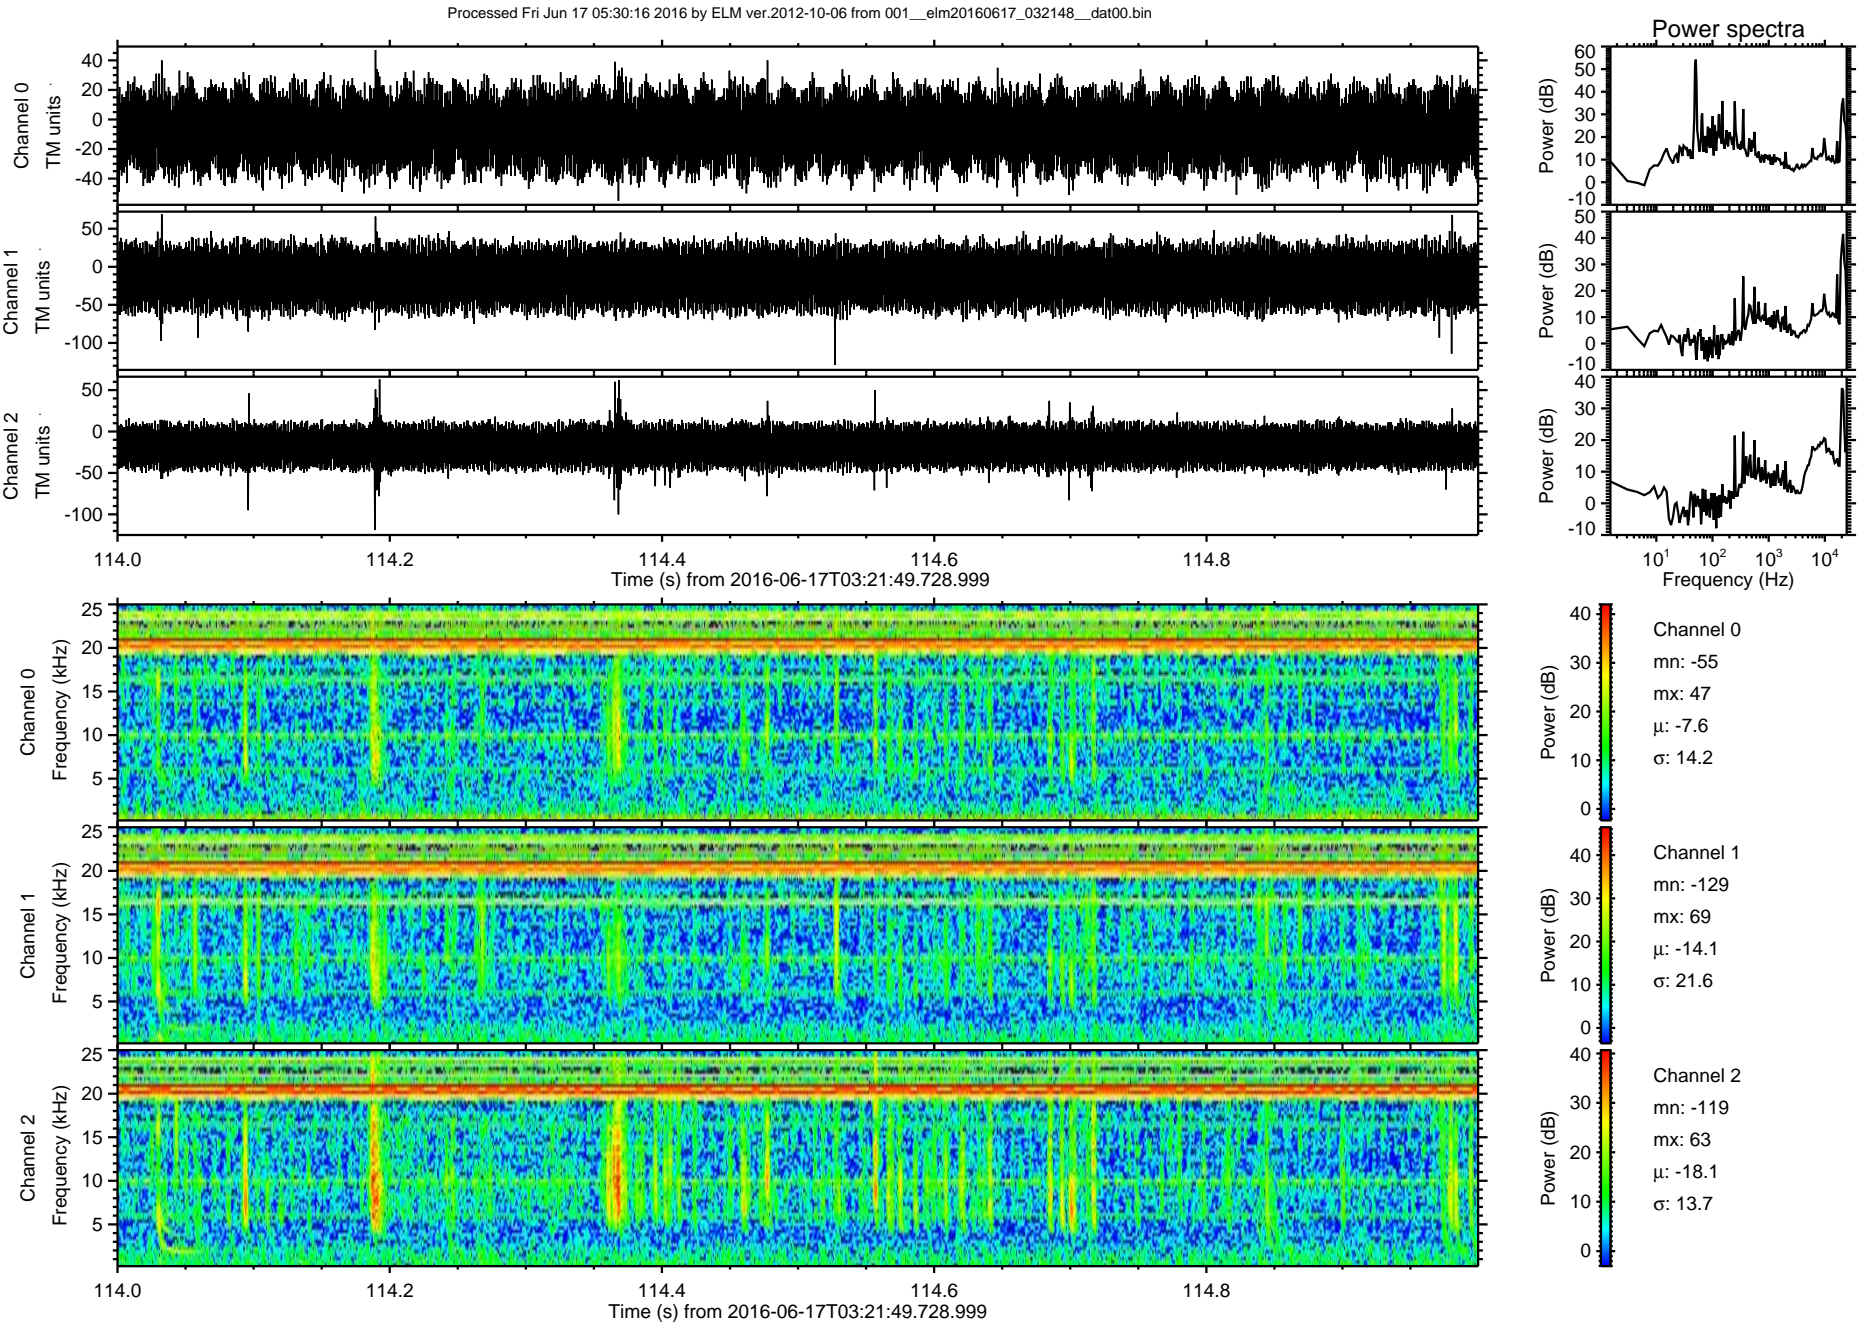 Processed Fri Jun 17 05:30:16 2016 by ELM ver.2012-10-06 from 001__elm20160617_032148__dat00.bin
Power spectra
Channel 0
TM units
40
20
0
-20
-40
Power (dB)
60
50
40
30
20
10
0
-10
Channel 1
TM units
50
0
-50
-100
Power (dB)
50
40
30
20
10
0
-10
Channel 2
TM units
50
0
-50
-100
Power (dB)
40
30
20
10
0
-10
114.0 114.2 114.4 114.6 114.8
Time (s) from 2016-06-17T03:21:49.728.999
10¹ 10² 10³ 10⁴
Frequency (Hz)
Channel 0
Frequency (kHz)
25
20
15
10
5
Power (dB)
40
30
20
10
0
Channel 0
mn: -55
mx: 47
μ: -7.6
σ: 14.2
Channel 1
Frequency (kHz)
25
20
15
10
5
Power (dB)
40
30
20
10
0
Channel 1
mn: -129
mx: 69
μ: -14.1
σ: 21.6
Channel 2
Frequency (kHz)
25
20
15
10
5
Power (dB)
40
30
20
10
0
Channel 2
mn: -119
mx: 63
μ: -18.1
σ: 13.7
114.0 114.2 114.4 114.6 114.8
Time (s) from 2016-06-17T03:21:49.728.999